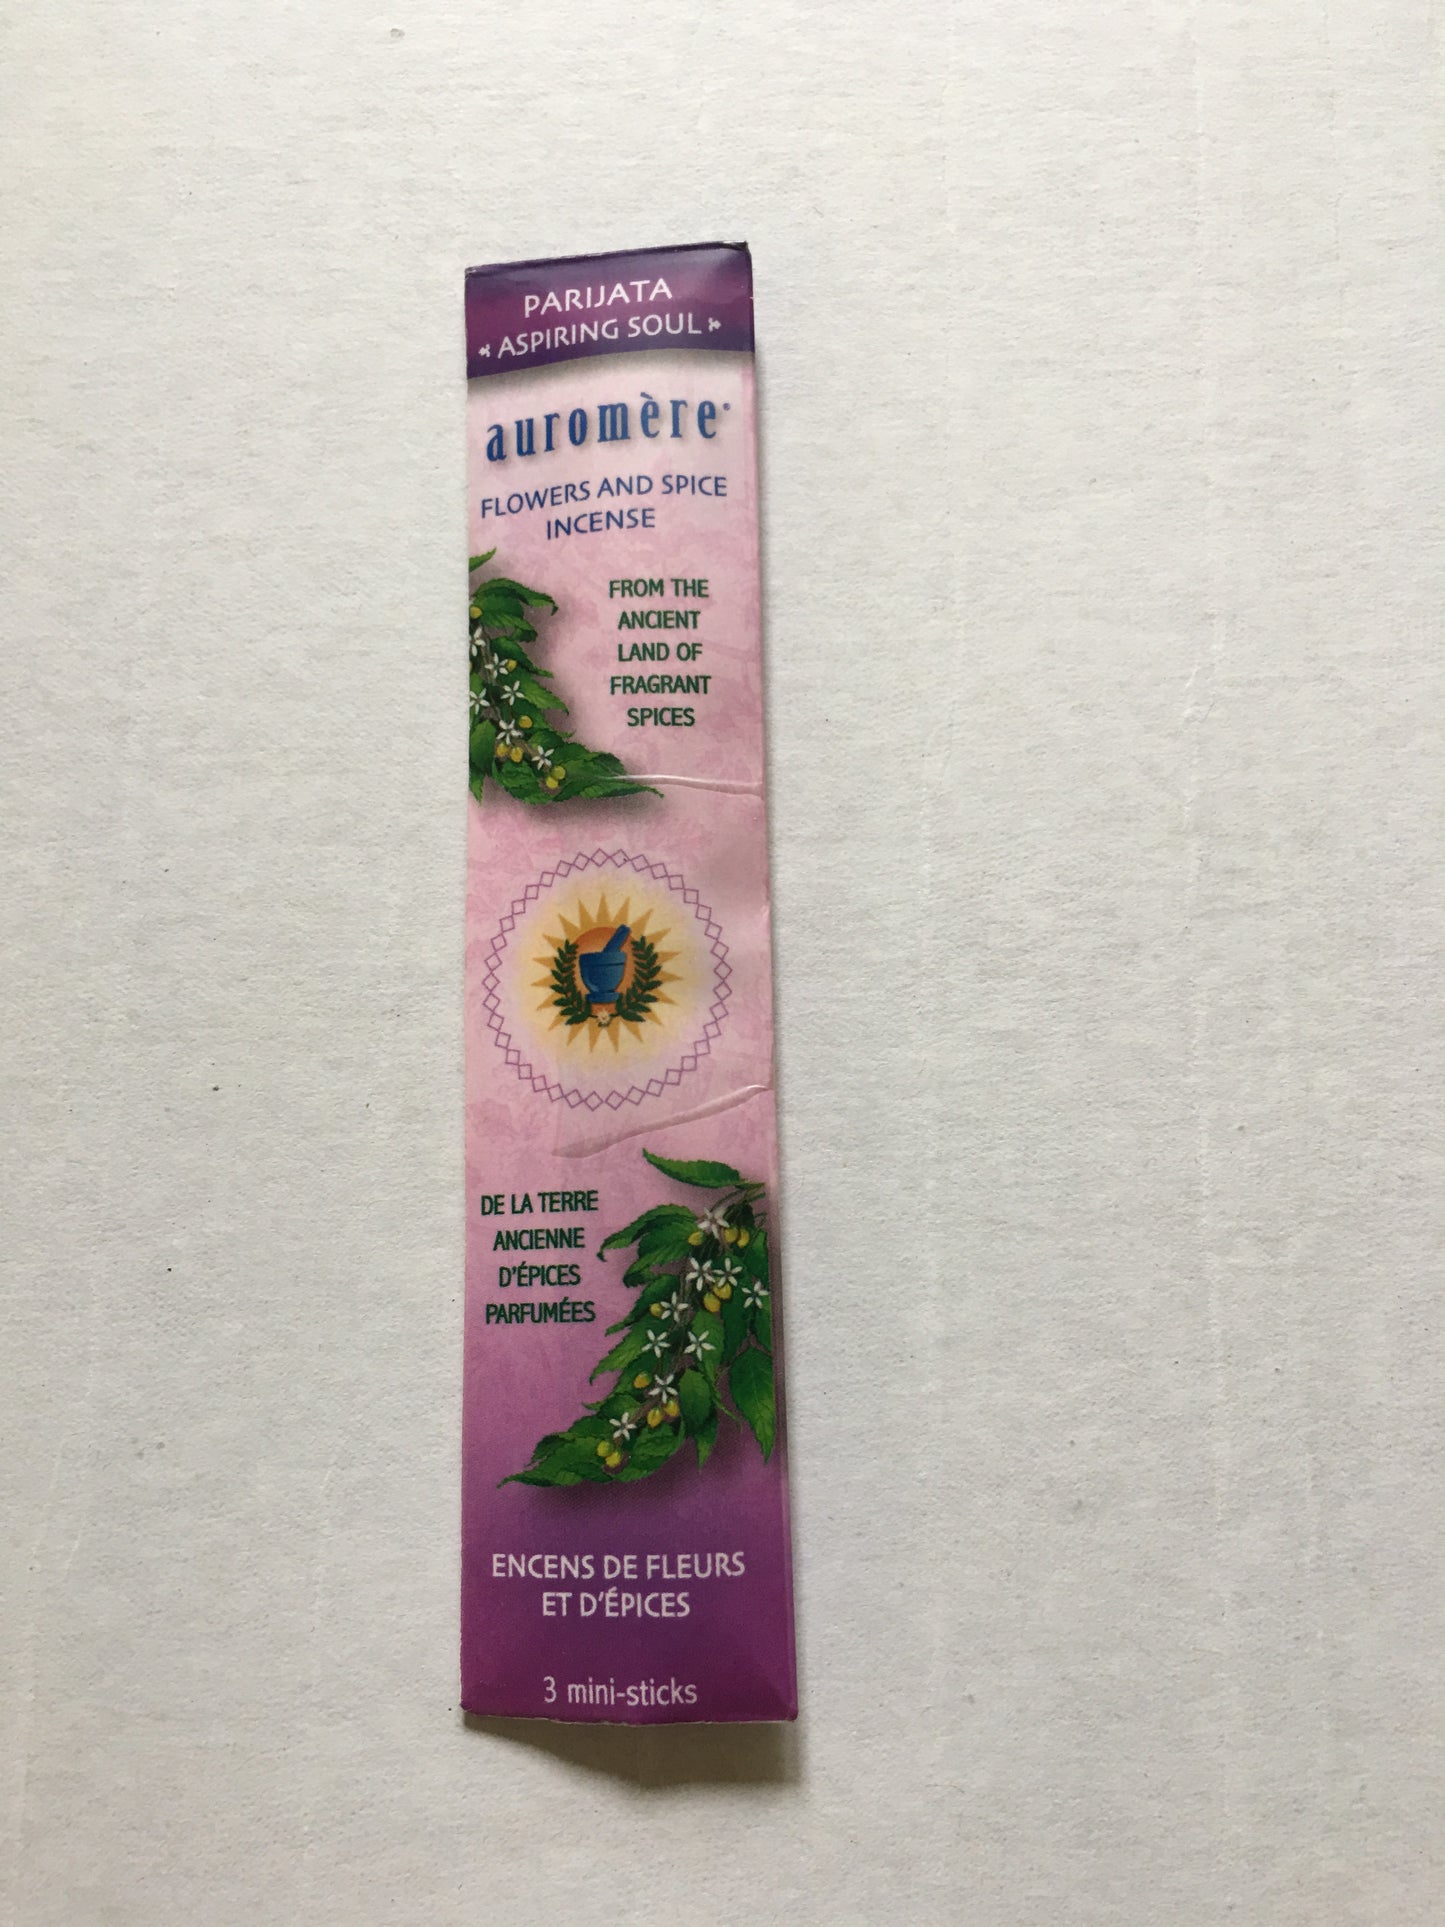 PARIJATA
ASPIRING SOUL
auromère®
FLOWERS AND SPICE
INCENSE
FROM THE
ANCIENT
LAND OF
FRAGRANT
SPICES
DE LA TERRE
ANCIENNE
D'ÉPICES
PARFUMÉES
ENCENS DE FLEURS
ET D'ÉPICES
3 mini-sticks